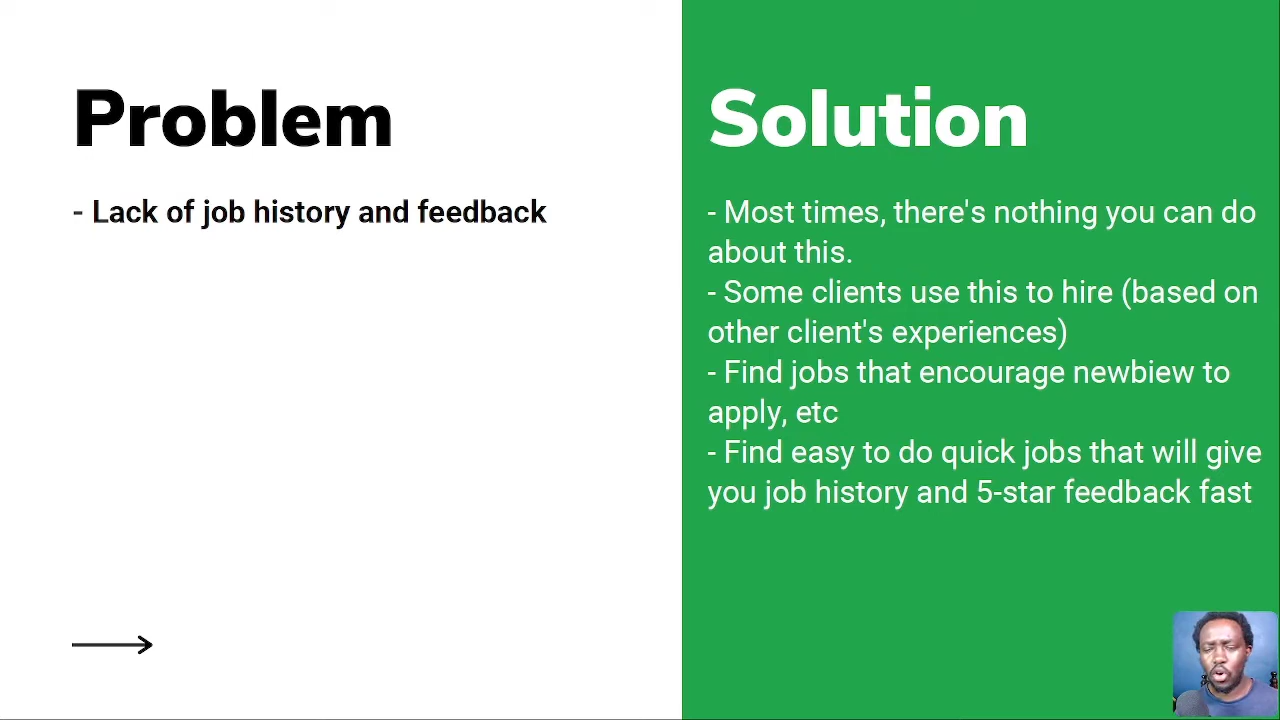 Problem
- Lack of job history and feedback
Solution
- Most times, there's nothing you can do
about this.
- Some clients use this to hire (based on
other client's experiences)
- Find jobs that encourage newbiew to
apply, etc
- Find easy to do quick jobs that will give
you job history and 5-star feedback fast